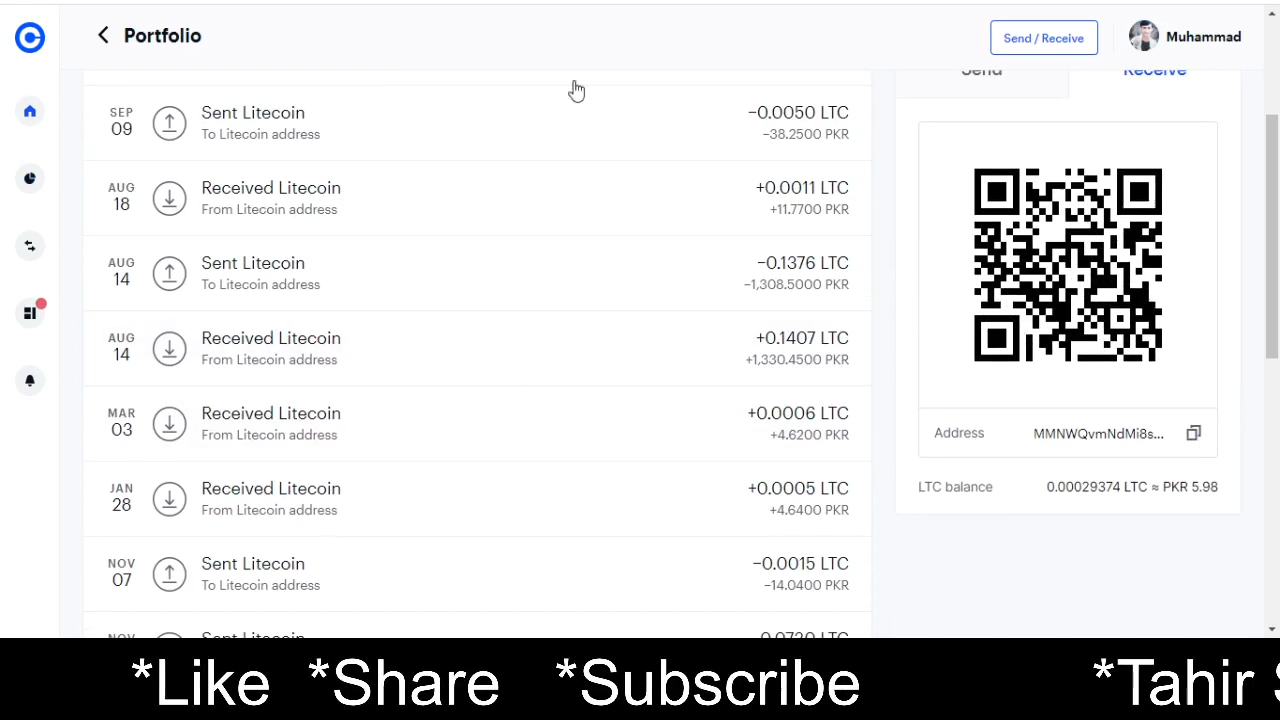 Portfolio
Send / Receive
Muhammad
Send
Receive
SEP
09
Sent Litecoin
To Litecoin address
−0.0050 LTC
−38.2500 PKR
AUG
18
Received Litecoin
From Litecoin address
+0.0011 LTC
+11.7700 PKR
AUG
14
Sent Litecoin
To Litecoin address
−0.1376 LTC
−1,308.5000 PKR
AUG
14
Received Litecoin
From Litecoin address
+0.1407 LTC
+1,330.4500 PKR
MAR
03
Received Litecoin
From Litecoin address
+0.0006 LTC
+4.6200 PKR
JAN
28
Received Litecoin
From Litecoin address
+0.0005 LTC
+4.6400 PKR
NOV
07
Sent Litecoin
To Litecoin address
−0.0015 LTC
−14.0400 PKR
NOV
Sent Litecoin
Address MMNWQvmNdMi8s...
LTC balance 0.00029374 LTC ≈ PKR 5.98
*Like *Share *Subscribe *Tahir